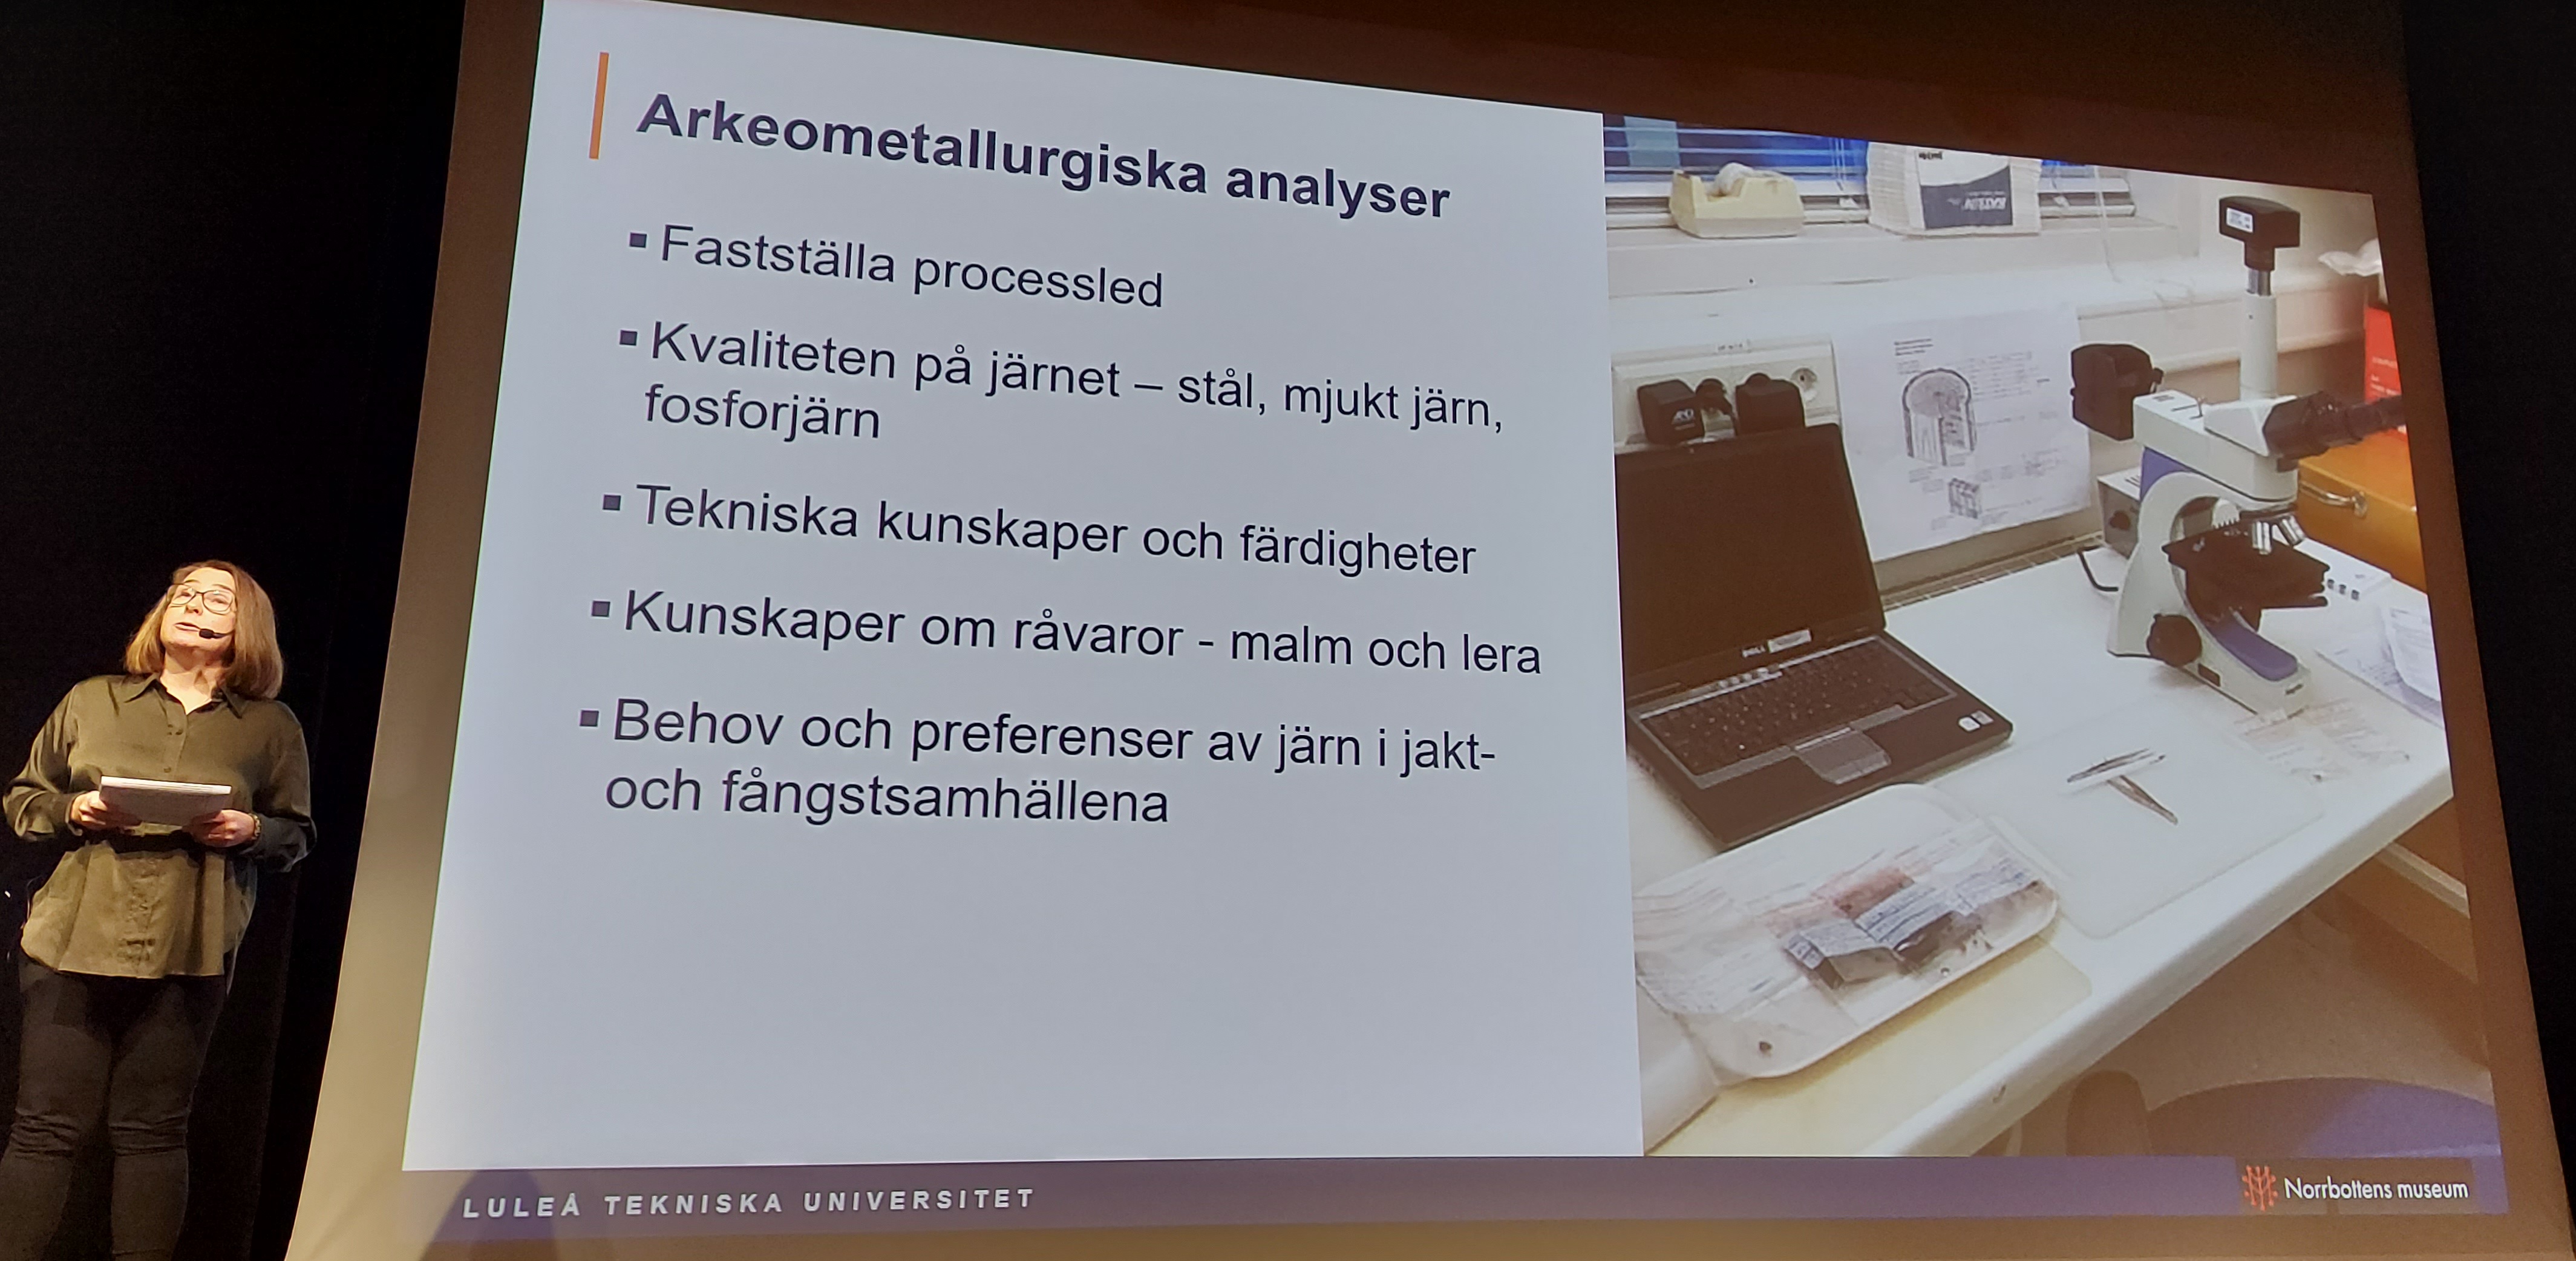 Arkeometallurgiska analyser
▪ Fastställa processled
▪ Kvaliteten på järnet – stål, mjukt järn,
fosforjärn
▪ Tekniska kunskaper och färdigheter
▪ Kunskaper om råvaror - malm och lera
▪ Behov och preferenser av järn i jakt-
och fångstsamhällena
DELL
LULEÅ TEKNISKA UNIVERSITET
Norrbottens museum